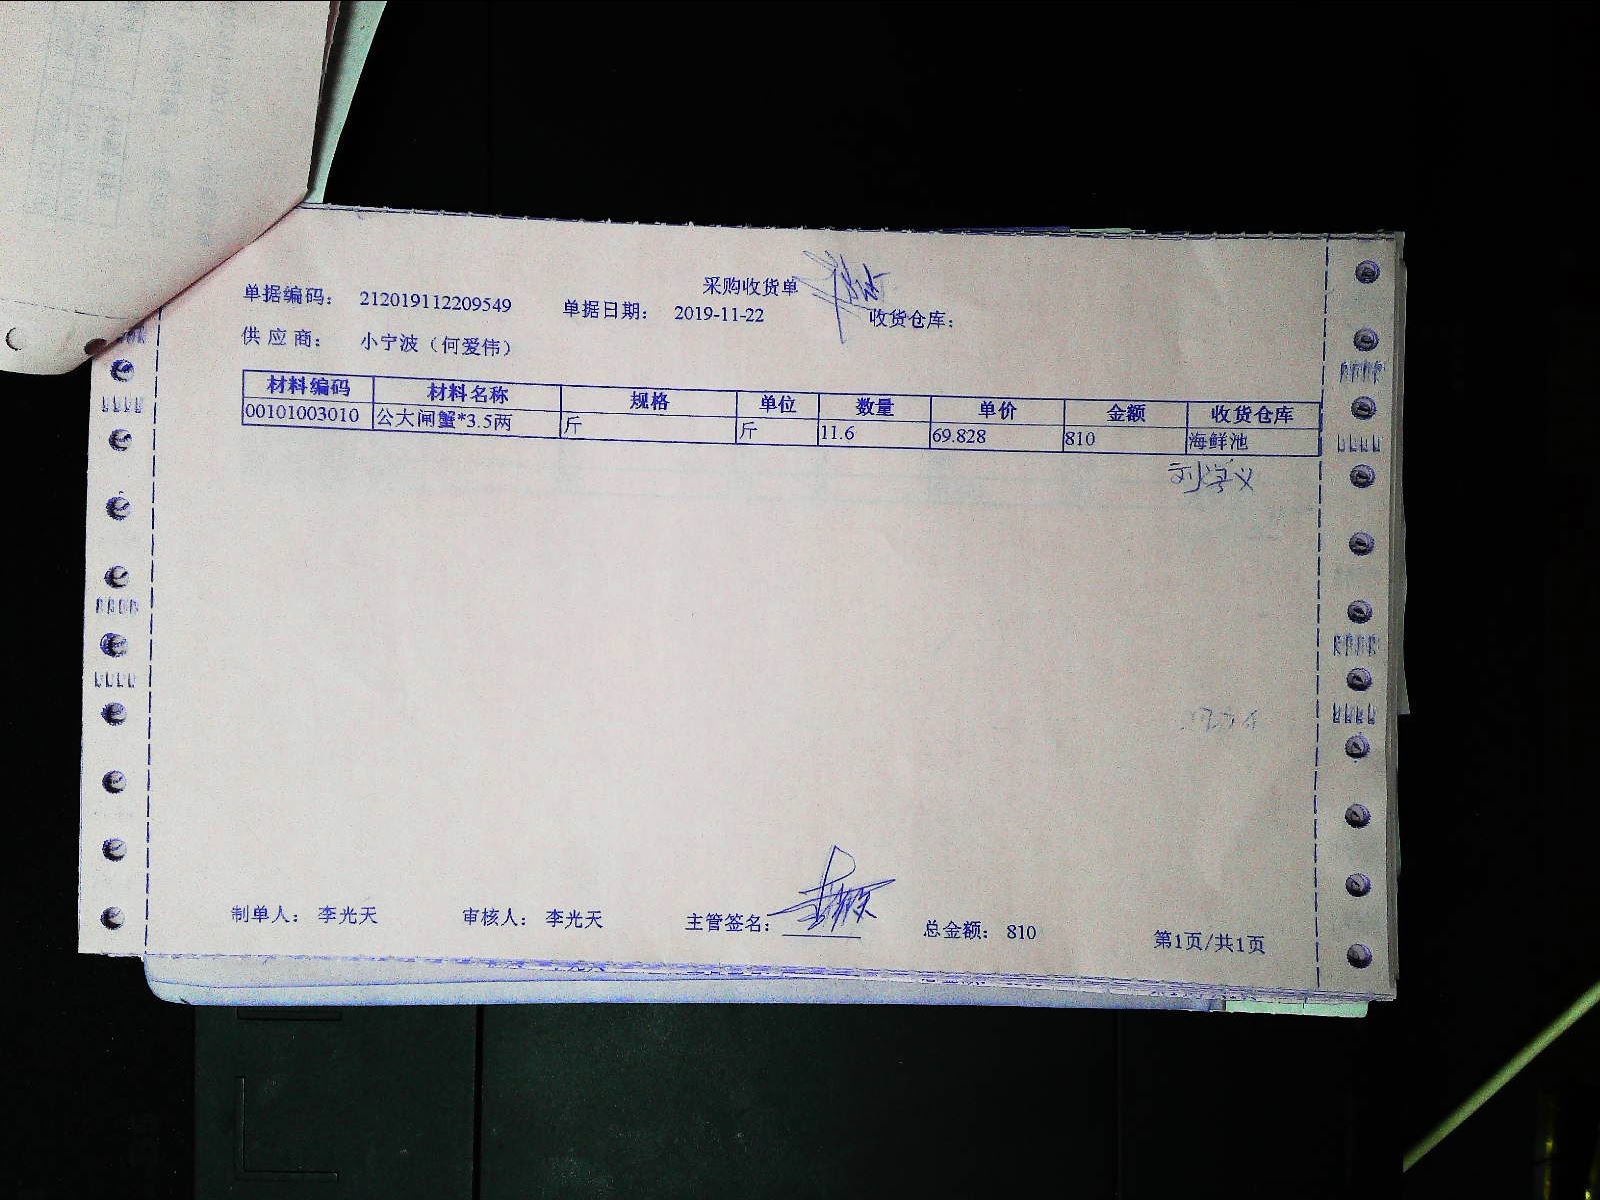 采购收货单
单据编码: 212019112209549 单据日期: 2019-11-22 收货仓库:
供 应 商: 小宁波（何爱伟）
材料编码 材料名称 规格 单位 数量 单价 金额 收货仓库
00101003010 公大闸蟹*3.5两 斤 斤 11.6 69.828 810 海鲜池
制单人: 李光天 审核人: 李光天 主管签名: 总金额: 810 第1页/共1页